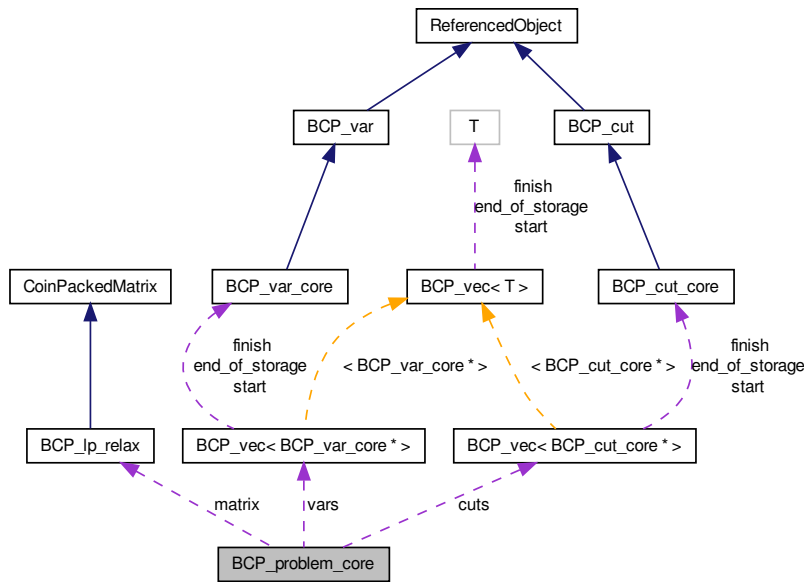 ReferencedObject
BCP_var
T
BCP_cut
finish
end_of_storage
start
CoinPackedMatrix
BCP_var_core
BCP_vec< T >
BCP_cut_core
finish
end_of_storage
start
< BCP_var_core * >
< BCP_cut_core * >
finish
end_of_storage
start
BCP_lp_relax
BCP_vec< BCP_var_core * >
BCP_vec< BCP_cut_core * >
matrix
vars
cuts
BCP_problem_core